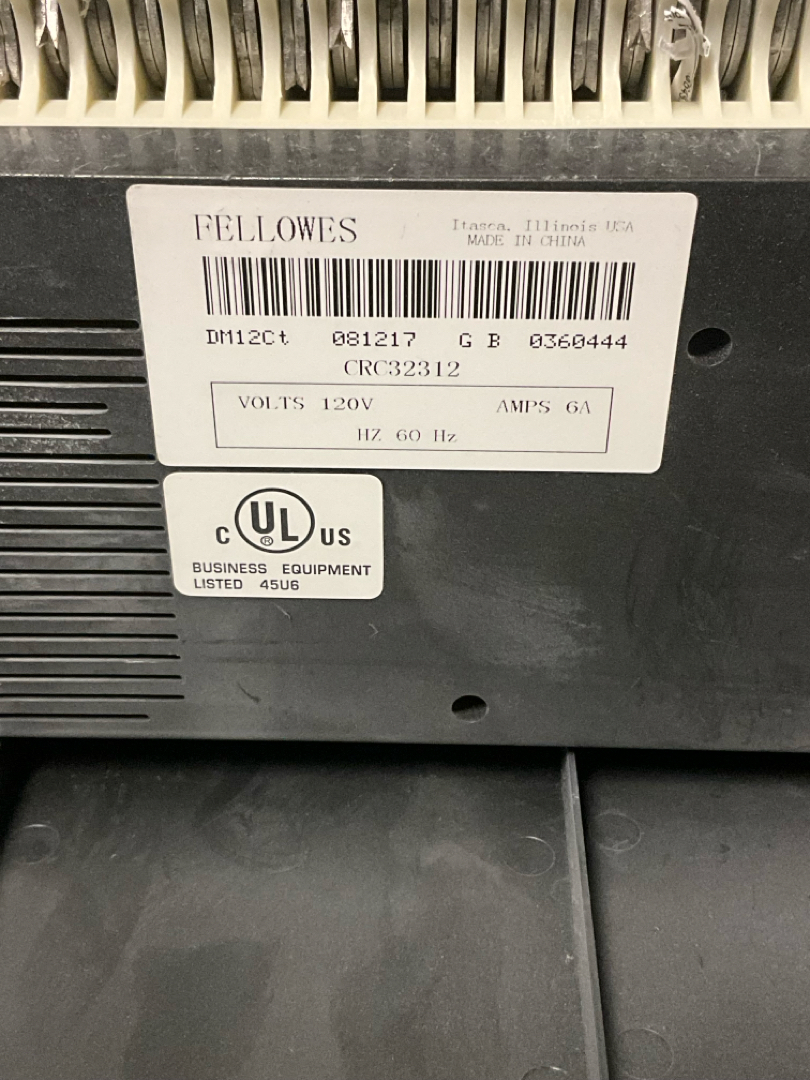 FELLOWES
Itasca, Illinois USA
MADE IN CHINA
DM12Ct 081217 G B 0360444
CRC32312
VOLTS 120V AMPS 6A
HZ 60 Hz
C UL® US
BUSINESS EQUIPMENT
LISTED 45U6